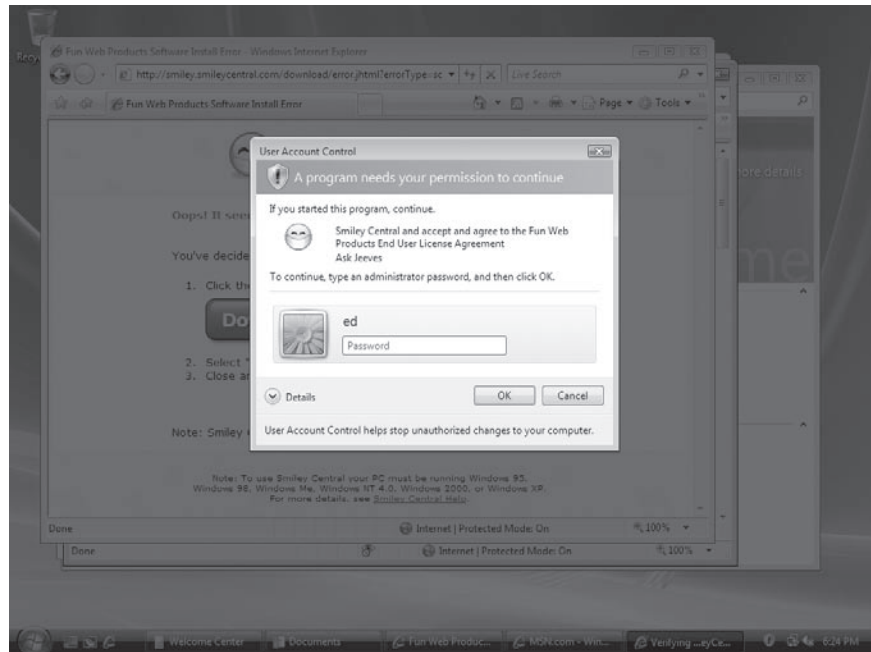 Fun Web Products Software Install Error - Windows Internet Explorer
http://smiley.smileycentral.com/download/error.jhtml?errorType=sc
Live Search
Fun Web Products Software Install Error
Page
Tools
ore details
me
Oops! It seem
You've decide
1. Click the
Do
2. Select "
3. Close an
Note: Smiley
Note: To use Smiley Central your PC must be running Windows 95,
Windows 98, Windows Me, Windows NT 4.0, Windows 2000, or Windows XP.
For more details, see Smiley Central Help.
User Account Control
A program needs your permission to continue
If you started this program, continue.
Smiley Central and accept and agree to the Fun Web
Products End User License Agreement
Ask Jeeves
To continue, type an administrator password, and then click OK.
ed
Password
Details
OK
Cancel
User Account Control helps stop unauthorized changes to your computer.
Done
Internet | Protected Mode: On
100%
Done
Internet | Protected Mode: On
100%
Welcome Center
Documents
Fun Web Produc...
MSN.com - Win...
Verifying ...eyCe...
6:24 PM